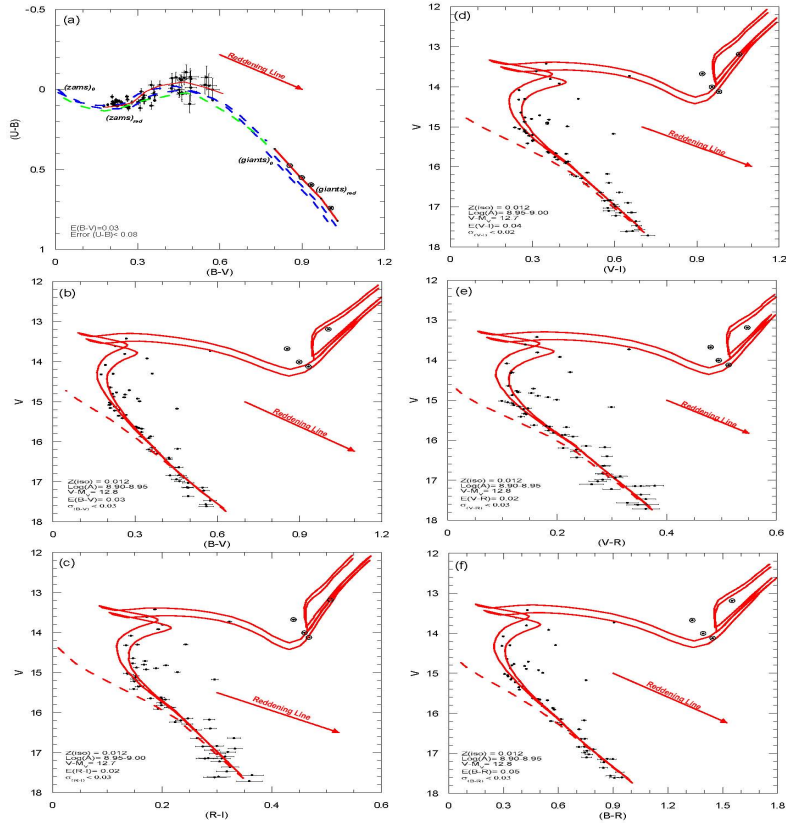 (a)
-0.8
0
0.5
1
(U-B)
Reddening Line
(zams)₀
(zams)red
(giants)₀
(giants)red
E(B-V)=0.03
Error (U-B)< 0.08
0 0.3 0.6 0.9 1.2
(B-V)
(b)
12
13
14
15
16
17
18
V
Reddening Line
Z(iso) = 0.012
Log(A) = 8.90-8.95
V-Mv= 12.8
E(B-V) = 0.03
σ(B-V) < 0.03
0 0.3 0.6 0.9 1.2
(B-V)
(c)
12
13
14
15
16
17
18
V
Reddening Line
Z(iso) = 0.012
Log(A) = 8.95-9.00
V-Mv= 12.7
E(R-I) = 0.02
σ(R-I) < 0.03
0 0.2 0.4 0.6
(R-I)
(d)
12
13
14
15
16
17
18
V
Reddening Line
Z(iso) = 0.012
Log(A) = 8.95-9.00
V-Mv= 12.7
E(V-I) = 0.04
σ(V-I) < 0.02
0 0.3 0.6 0.9 1.2
(V-I)
(e)
12
13
14
15
16
17
18
V
Reddening Line
Z(iso) = 0.012
Log(A) = 8.90-8.95
V-Mv= 12.8
E(V-R) = 0.02
σ(V-R) < 0.03
0 0.2 0.4 0.6
(V-R)
(f)
12
13
14
15
16
17
18
V
Reddening Line
Z(iso) = 0.012
Log(A) = 8.90-8.95
V-Mv= 12.8
E(B-R) = 0.05
σ(B-R) < 0.03
0 0.3 0.6 0.9 1.2 1.5 1.8
(B-R)